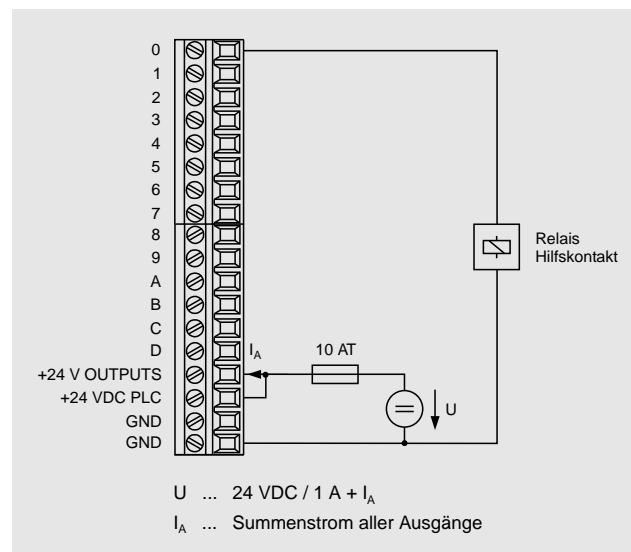 0
1
2
3
4
5
6
7
8
9
A
B
C
D
I_A 10 AT
+24 V OUTPUTS
+24 VDC PLC
GND
GND
U
Relais
Hilfskontakt
U ... 24 VDC / 1 A + I_A
I_A ... Summenstrom aller Ausgänge